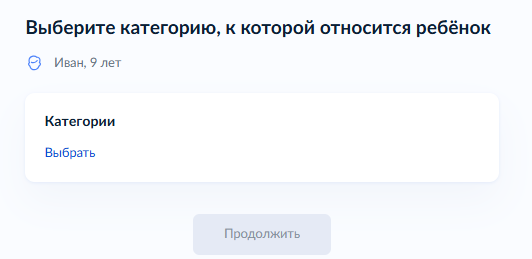 Выберите категорию, к которой относится ребёнок
Иван, 9 лет
Категории
Выбрать
Продолжить